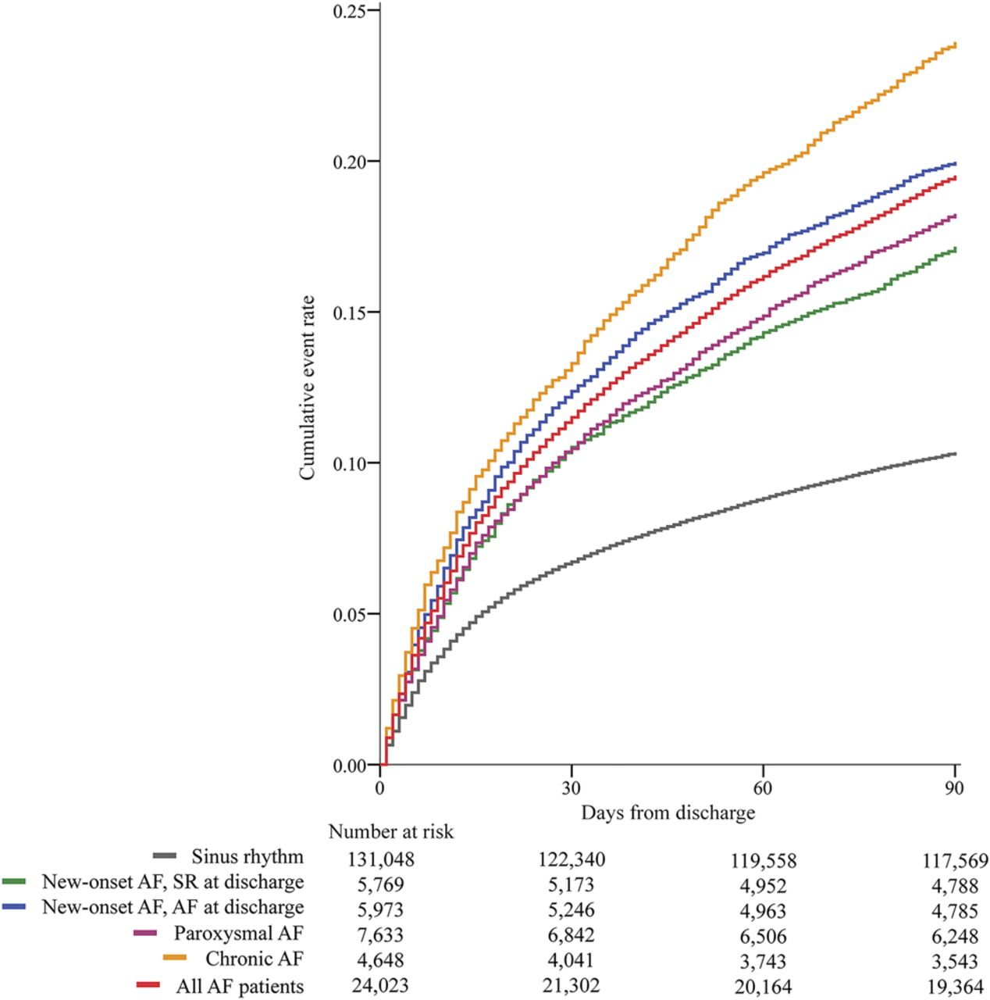 0.25
0.20
0.15
0.10
0.05
0.00
Cumulative event rate
0 30 60 90
Days from discharge
Number at risk
Sinus rhythm 131,048 122,340 119,558 117,569
New-onset AF, SR at discharge 5,769 5,173 4,952 4,788
New-onset AF, AF at discharge 5,973 5,246 4,963 4,785
Paroxysmal AF 7,633 6,842 6,506 6,248
Chronic AF 4,648 4,041 3,743 3,543
All AF patients 24,023 21,302 20,164 19,364